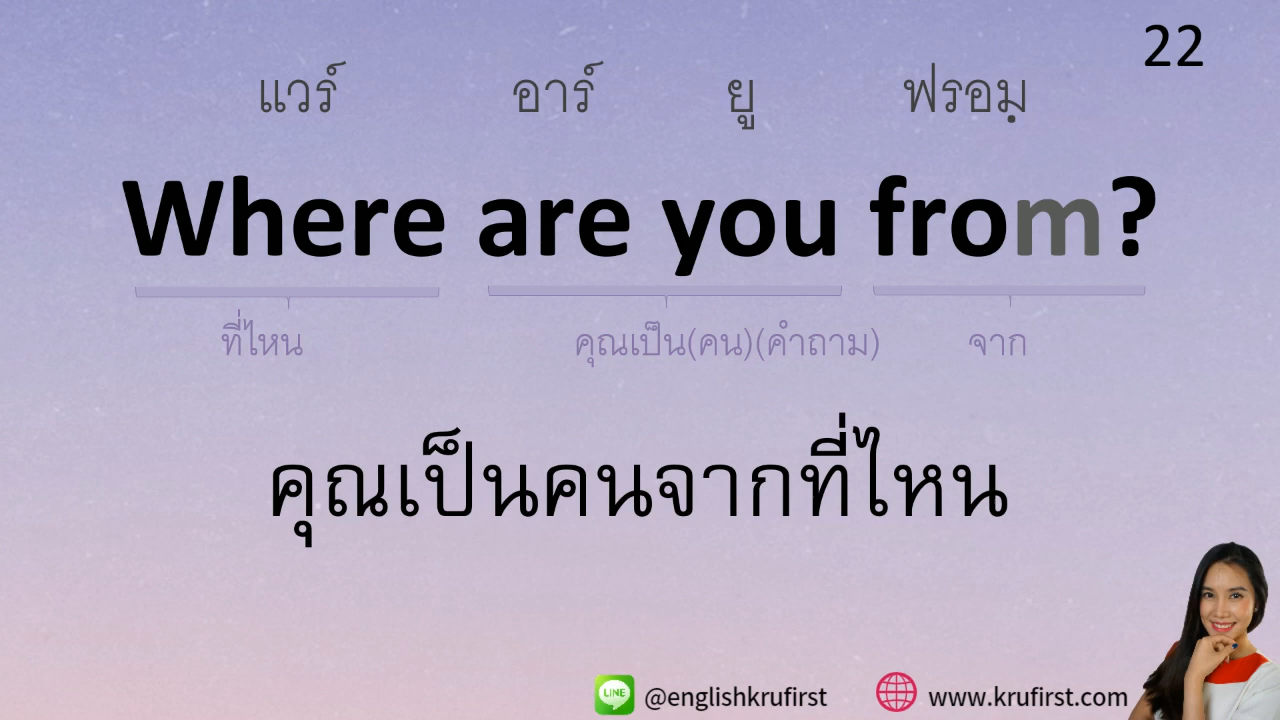 22
แวร์ อาร์ ยู ฟรอมฺ
Where are you from?
ที่ไหน คุณเป็น(คน)(คำถาม) จาก
คุณเป็นคนจากที่ไหน
LINE @englishkrufirst www.krufirst.com